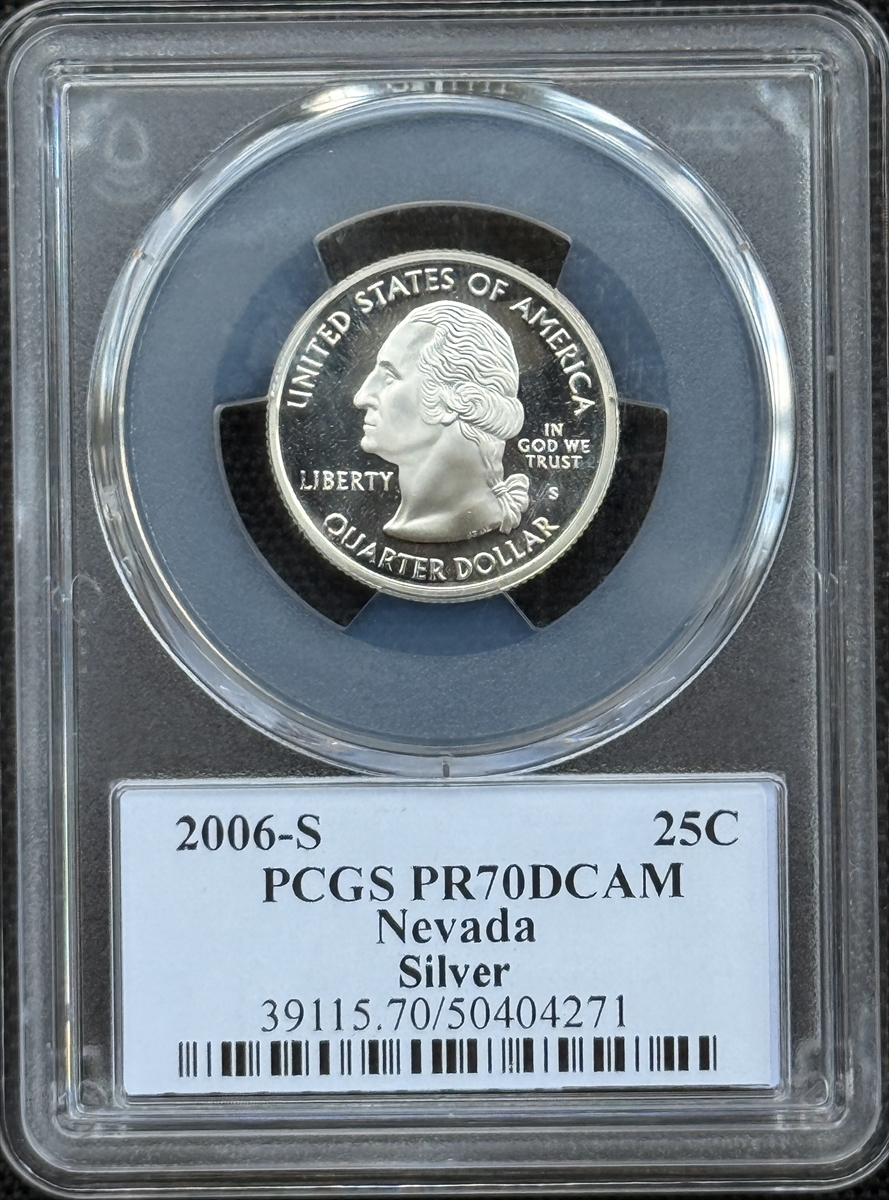 UNITED STATES OF AMERICA
IN
GOD WE
TRUST
LIBERTY
S
QUARTER DOLLAR
2006-S 25C
PCGS PR70DCAM
Nevada
Silver
39115.70/50404271